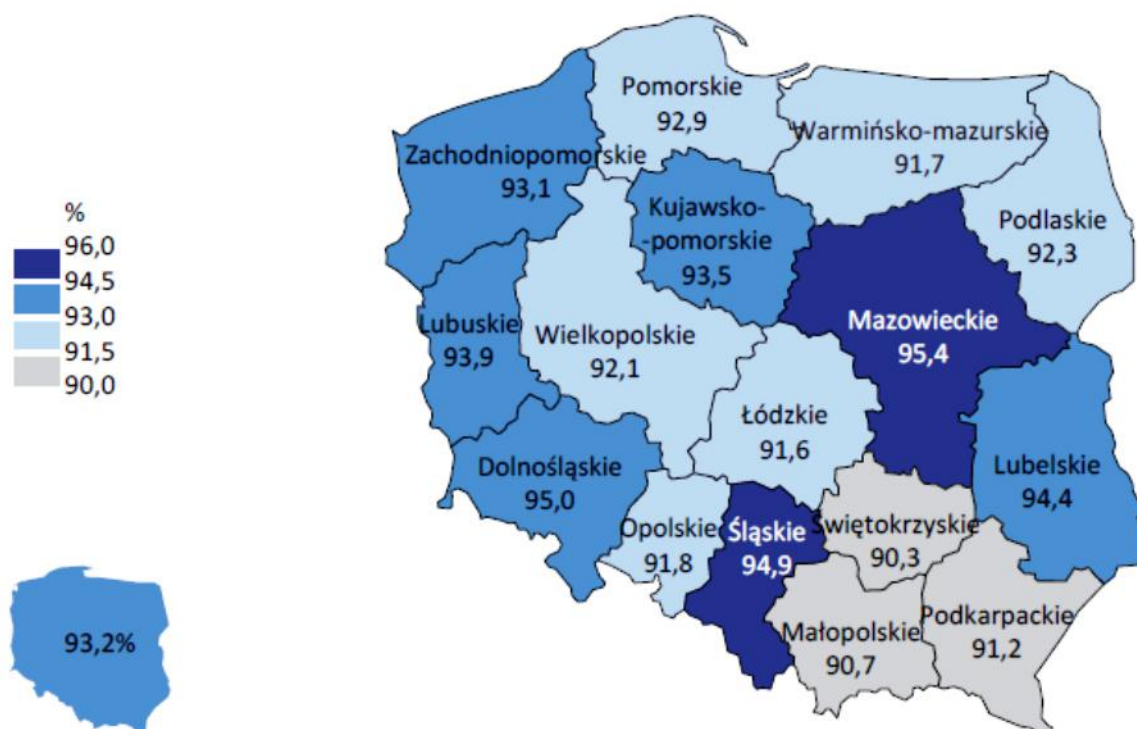 Pomorskie
92,9
Warmińsko-mazurskie
91,7
Zachodniopomorskie
93,1
Kujawsko-
-pomorskie
93,5
Podlaskie
92,3
%
96,0
94,5
93,0
91,5
90,0
Lubuskie
93,9
Wielkopolskie
92,1
Mazowieckie
95,4
Łódzkie
91,6
Dolnośląskie
95,0
Lubelskie
94,4
Opolskie
91,8
Śląskie
94,9
Świętokrzyskie
90,3
Małopolskie
90,7
Podkarpackie
91,2
93,2%